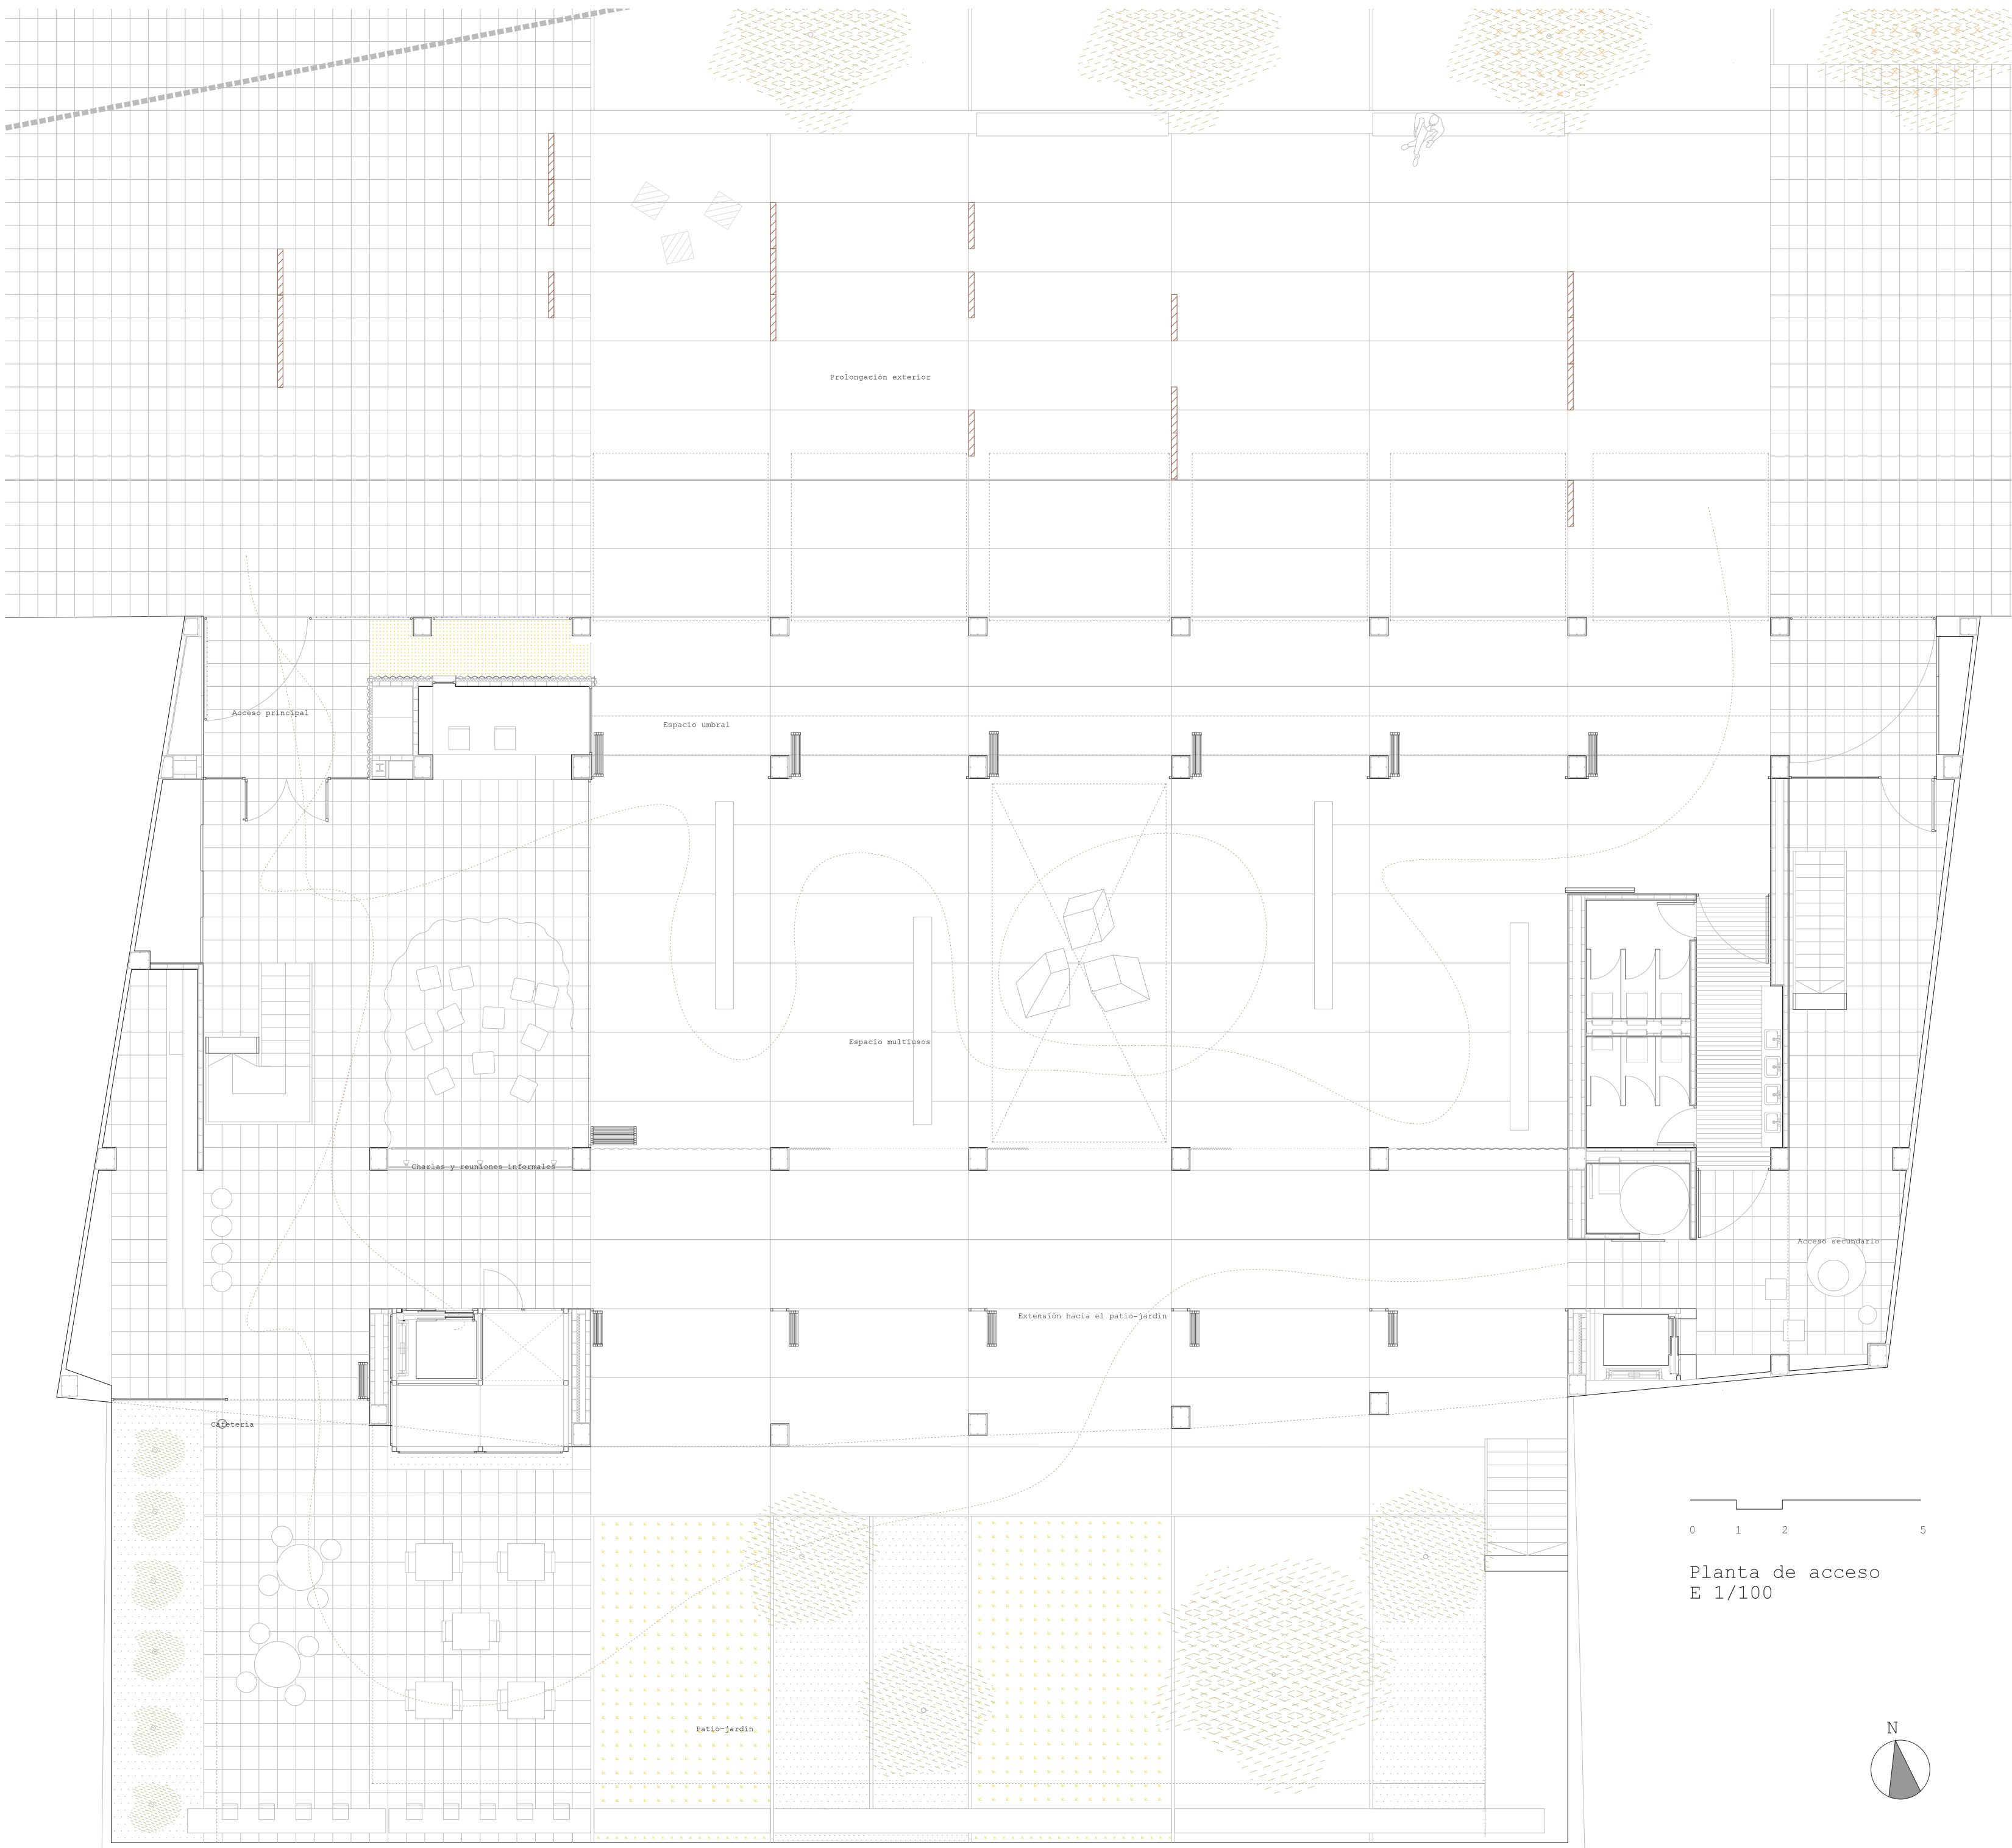 Prolongación exterior
Acceso principal
Espacio umbral
Espacio multiusos
Charlas y reuniones informales
Acceso secundario
Extensión hacia el patio-jardín
Cafetería
0 1 2 5
Planta de acceso
E 1/100
Patio-jardín
N